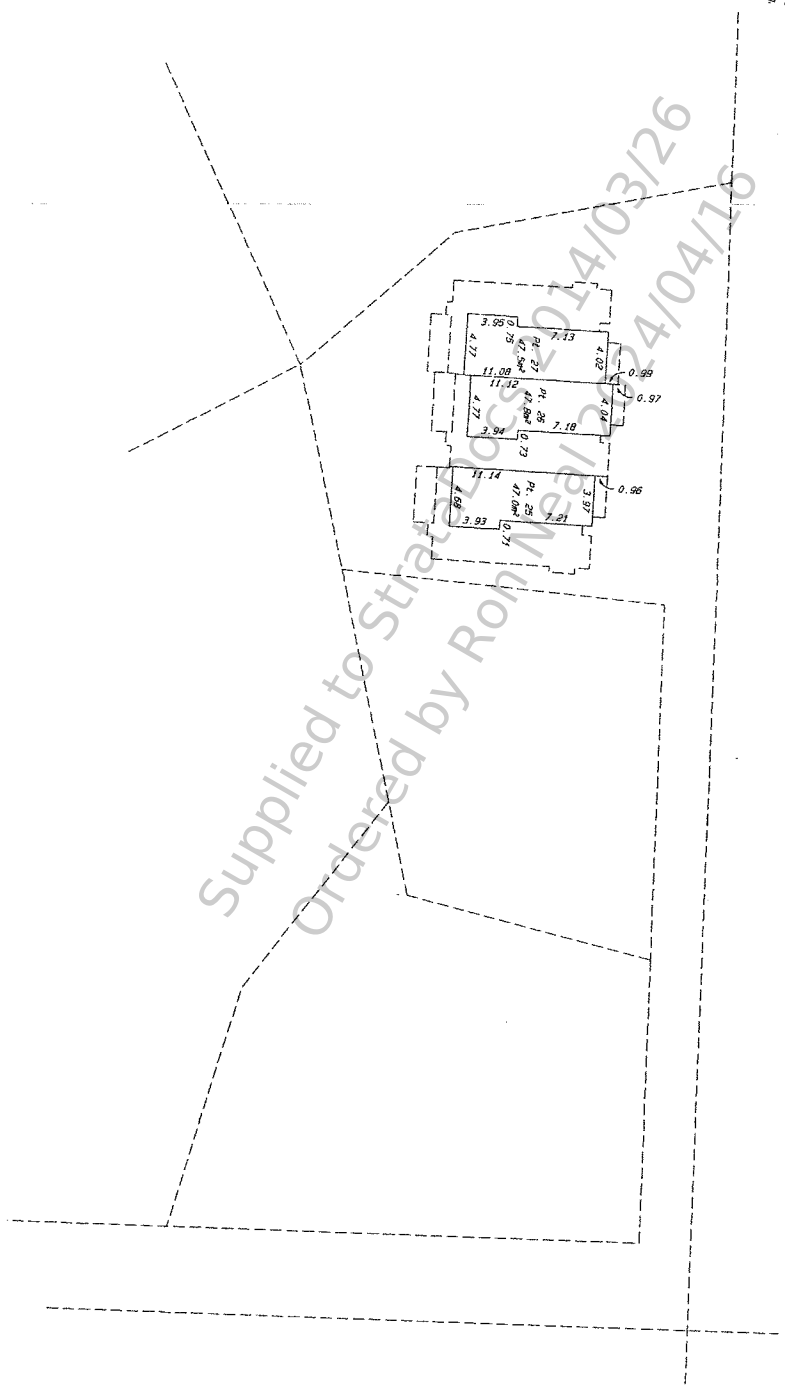 3.95
0.75
7.13
4.77
Pt. 27
47.5m²
4.02
11.08
0.99
11.12
0.97
4.77
Pt. 26
47.8m²
4.04
3.94
0.73
7.18
11.14
0.96
4.68
Pt. 25
47.0m²
3.97
3.93
0.71
7.21
Supplied to StrataDocs 2014/03/26
Ordered by Ron Neal 2024/04/16